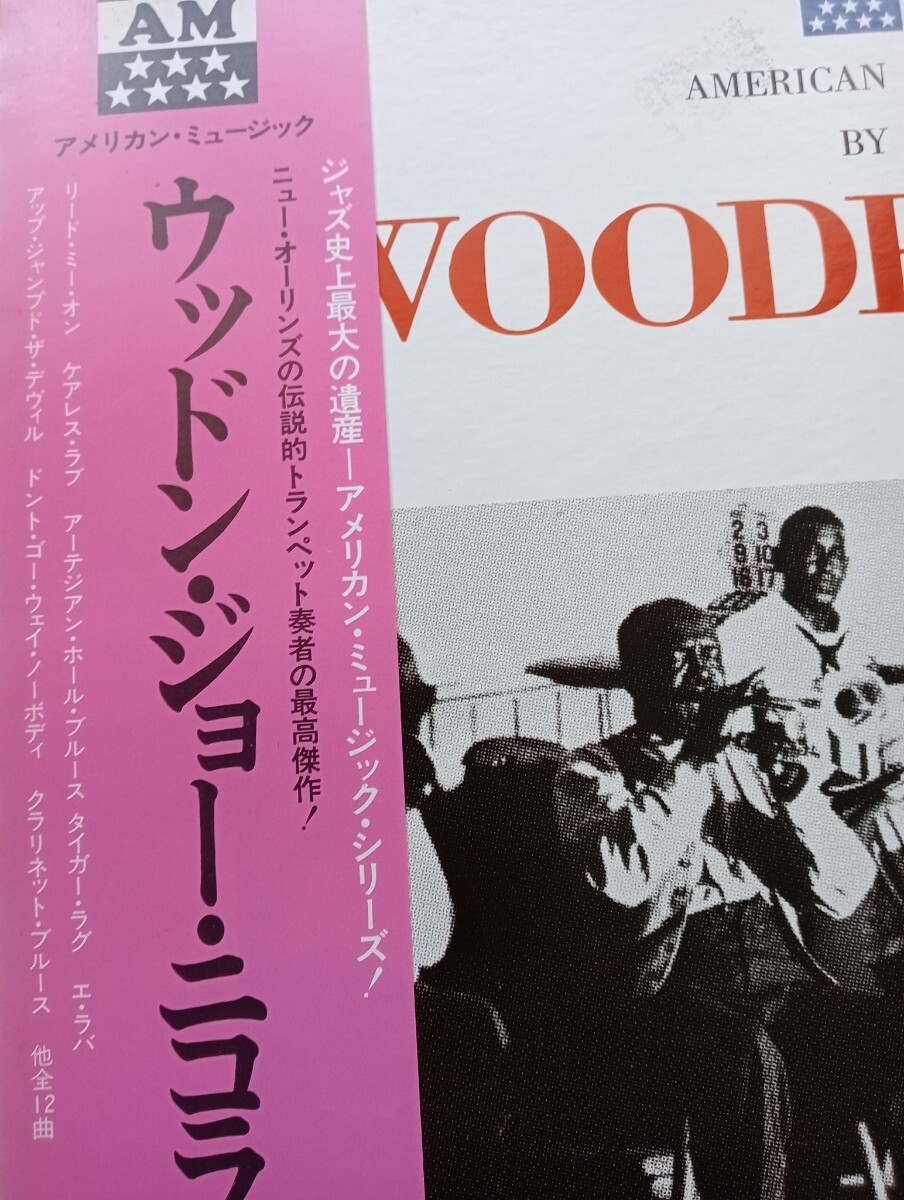 AM
アメリカン・ミュージック
ジャズ史上最大の遺産—アメリカン・ミュージック・シリーズ!
ニュー・オーリンズの伝説的トランペット奏者の最高傑作!
ウッドン・ジョー・ニコラ
リード・ミー・オン ケアレス・ラブ アーテジアン・ホール・ブルース タイガー・ラグ エ・ラバ
アップ・ジャンプド・ザ・デヴィル ドント・ゴー・ウェイ・ノーボディ クラリネット・ブルース 他全12曲
AMERICAN
BY
WOODE
2 3
9 10
16 17